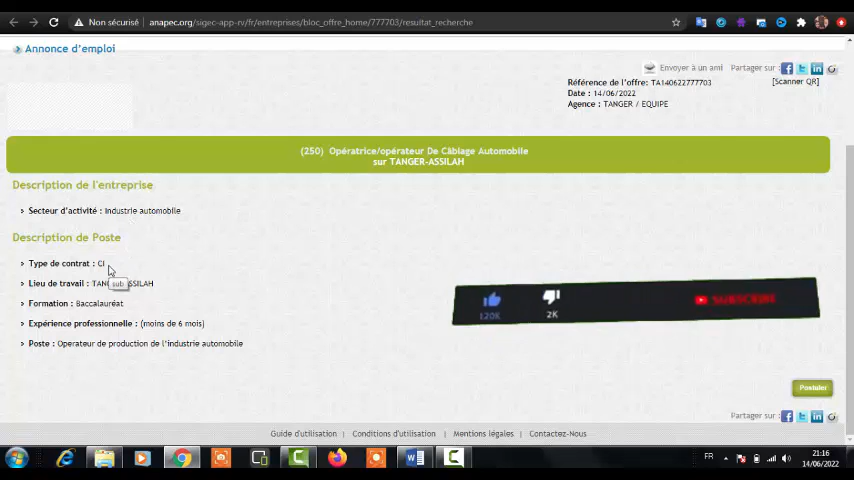 Non sécurisé | anapec.org/sigec-app-rv/fr/entreprises/bloc_offre_home/777703/resultat_recherche
Annonce d'emploi
Envoyer à un ami Partager sur :
Référence de l'offre: TA140622777703 [Scanner QR]
Date : 14/06/2022
Agence : TANGER / EQUIPE
(250) Opératrice/opérateur De Câblage Automobile
sur TANGER-ASSILAH
Description de l'entreprise
Secteur d'activité : Industrie automobile
Description de Poste
Type de contrat : CI
Lieu de travail : TANG SSILAH
sub
Formation : Baccalauréat
Expérience professionnelle : (moins de 6 mois)
Poste : Operateur de production de l'industrie automobile
120K
2K
SUBSCRIBE
Postuler
Partager sur :
Guide d'utilisation | Conditions d'utilisation | Mentions légales | Contactez-Nous
FR
21:16
14/06/2022